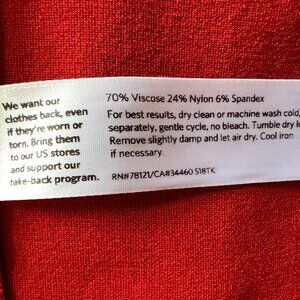 We want our
clothes back, even
if they're worn or
torn. Bring them
to our US stores
and support our
take-back program.
70% Viscose 24% Nylon 6% Spandex
For best results, dry clean or machine wash cold,
separately, gentle cycle, no bleach. Tumble dry
Remove slightly damp and let air dry. Cool iron
if necessary.
RN#78121/CA#34460 S18TK